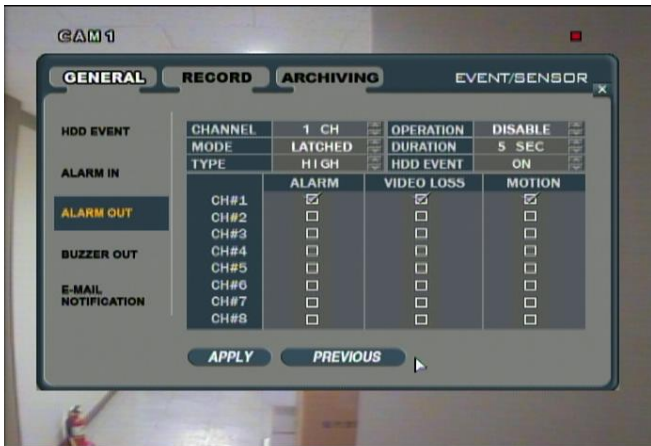 CAM 1
GENERAL RECORD ARCHIVING EVENT/SENSOR
HDD EVENT
ALARM IN
ALARM OUT
BUZZER OUT
E-MAIL
NOTIFICATION
CHANNEL 1 CH OPERATION DISABLE
MODE LATCHED DURATION 5 SEC
TYPE HIGH HDD EVENT ON
ALARM VIDEO LOSS MOTION
CH#1
CH#2
CH#3
CH#4
CH#5
CH#6
CH#7
CH#8
APPLY PREVIOUS